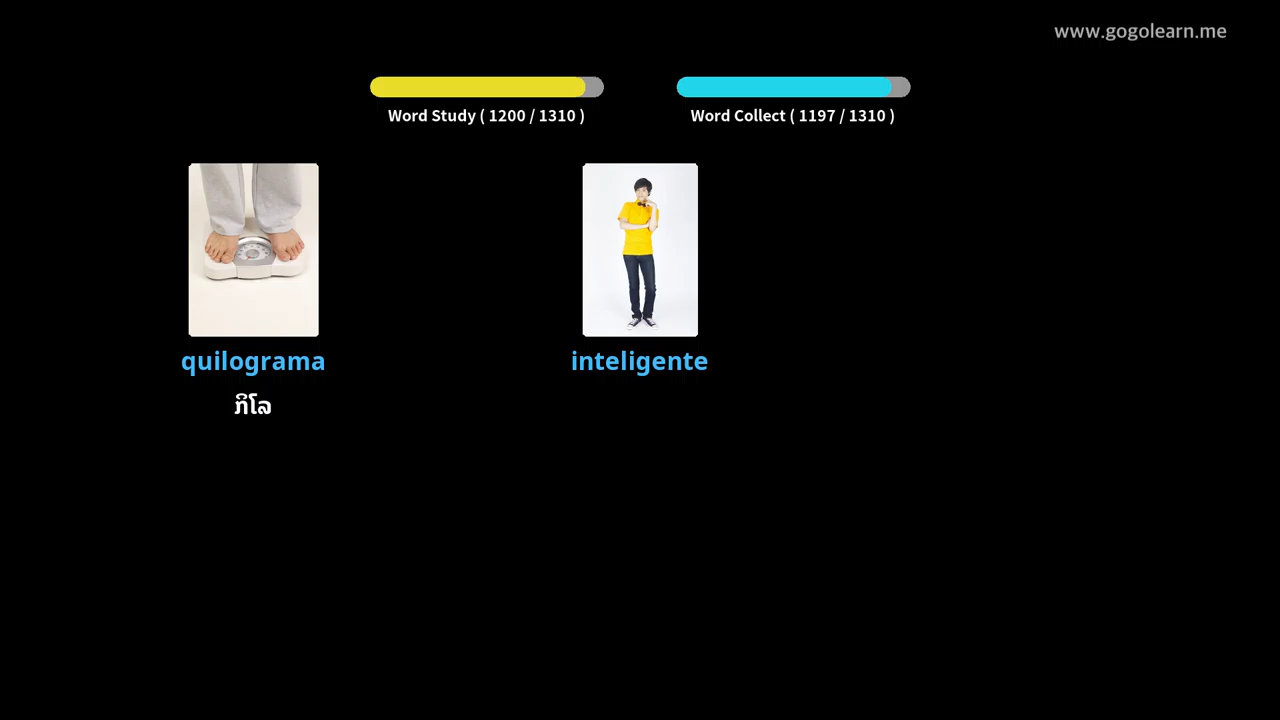 www.gogolearn.me
Word Study ( 1200 / 1310 )
Word Collect ( 1197 / 1310 )
quilograma
inteligente
ກິໂລ